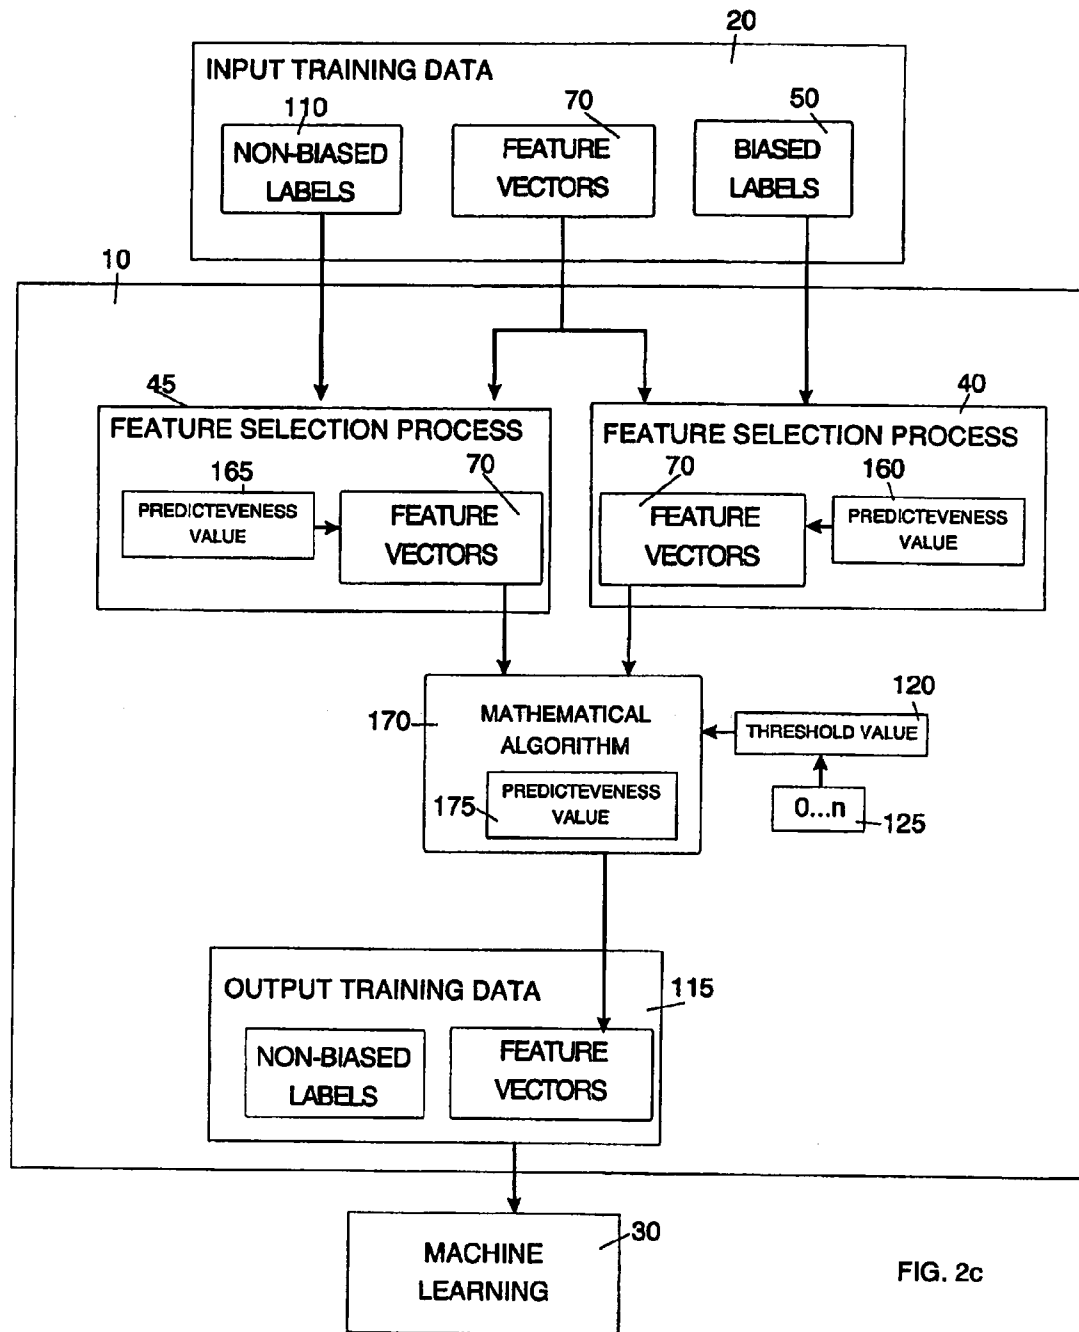 20
INPUT TRAINING DATA
110
70
50
NON-BIASED
LABELS
FEATURE
VECTORS
BIASED
LABELS
10
45
FEATURE SELECTION PROCESS
165
70
PREDICTEVENESS
VALUE
FEATURE
VECTORS
40
FEATURE SELECTION PROCESS
70
160
FEATURE
VECTORS
PREDICTEVENESS
VALUE
170
MATHEMATICAL
ALGORITHM
175
PREDICTEVENESS
VALUE
120
THRESHOLD VALUE
0...n
125
OUTPUT TRAINING DATA
115
NON-BIASED
LABELS
FEATURE
VECTORS
30
MACHINE
LEARNING
FIG. 2c